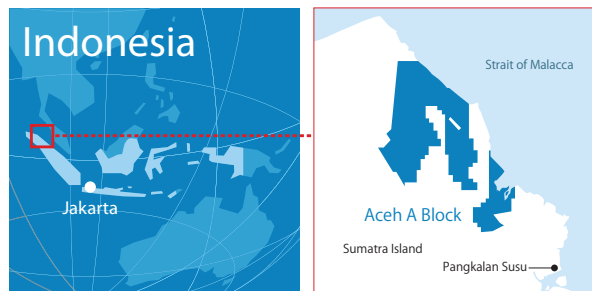 Indonesia
Jakarta
Strait of Malacca
Aceh A Block
Sumatra Island
Pangkalan Susu